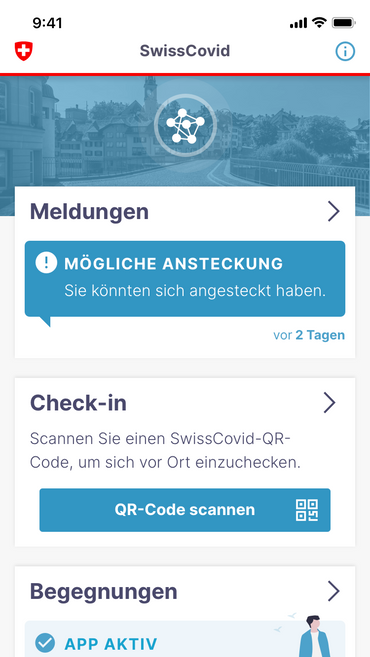 9:41
SwissCovid
Meldungen
MÖGLICHE ANSTECKUNG
Sie könnten sich angesteckt haben.
vor 2 Tagen
Check-in
Scannen Sie einen SwissCovid-QR-
Code, um sich vor Ort einzuchecken.
QR-Code scannen
Begegnungen
APP AKTIV